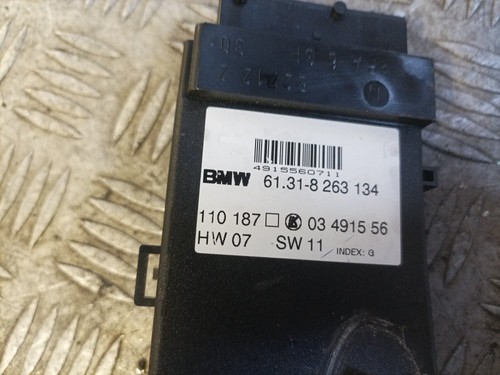 4915560711
BMW 61.31-8 263 134
110 187 K 03 4915 56
HW 07 SW 11 INDEX: G